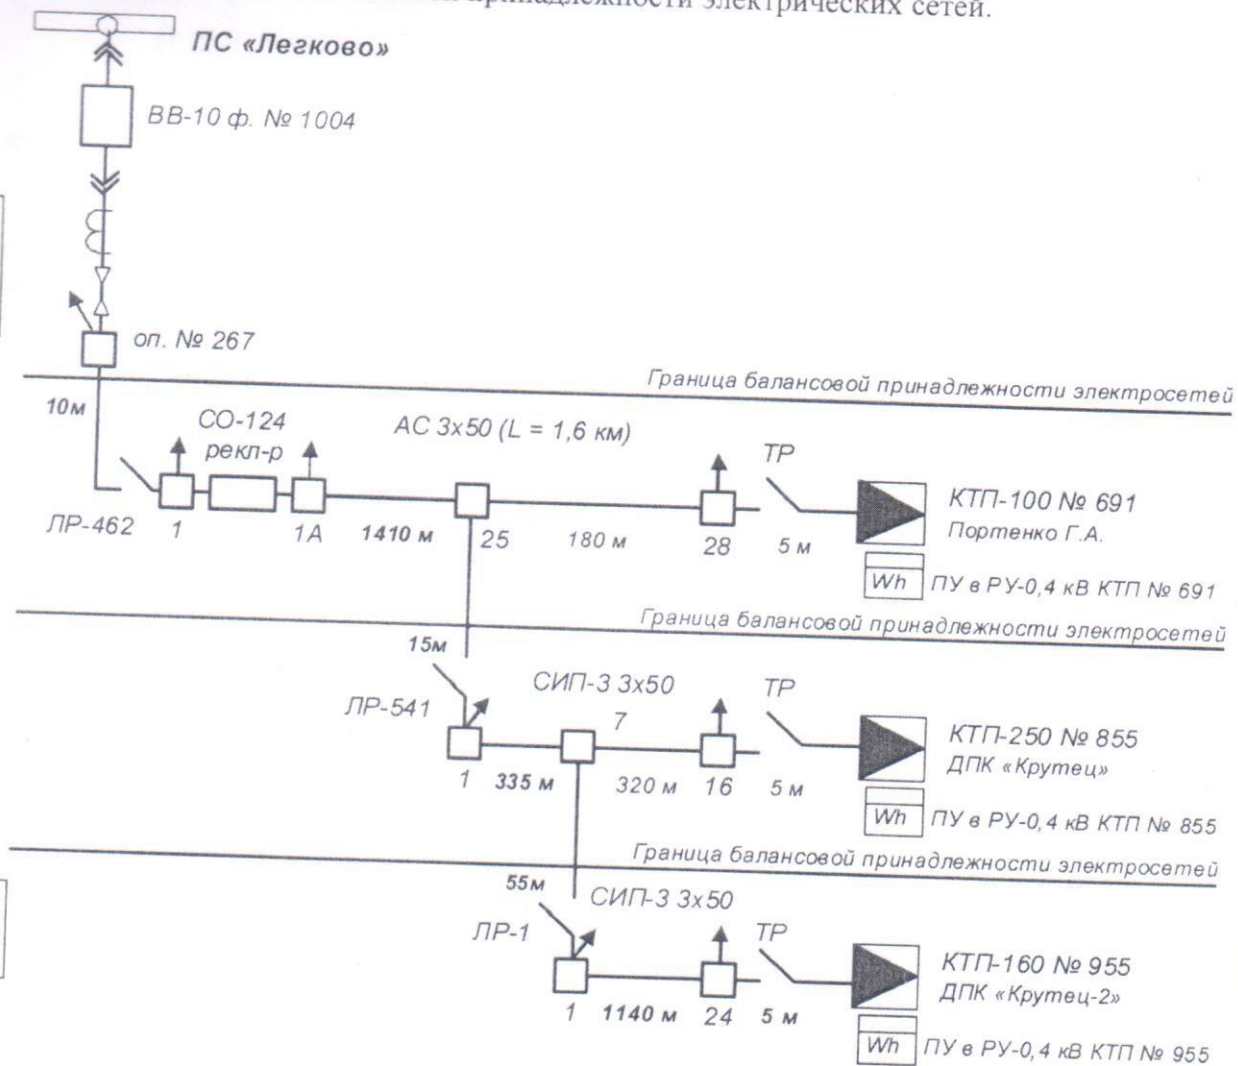 принадлежности электрических сетей.
ПС «Легково»
ВВ-10 ф. № 1004
оп. № 267
Граница балансовой принадлежности электросетей
10м
СО-124
рекл-р
АС 3х50 (L = 1,6 км)
ТР
ЛР-462
1
1А
1410 м
25
180 м
28
5 м
КТП-100 № 691
Портенко Г.А.
Wh
ПУ в РУ-0,4 кВ КТП № 691
Граница балансовой принадлежности электросетей
15м
ЛР-541
СИП-3 3х50
7
ТР
1
335 м
320 м
16
5 м
КТП-250 № 855
ДПК «Крутец»
Wh
ПУ в РУ-0,4 кВ КТП № 855
Граница балансовой принадлежности электросетей
55м
СИП-3 3х50
ЛР-1
ТР
1
1140 м
24
5 м
КТП-160 № 955
ДПК «Крутец-2»
Wh
ПУ в РУ-0,4 кВ КТП № 955